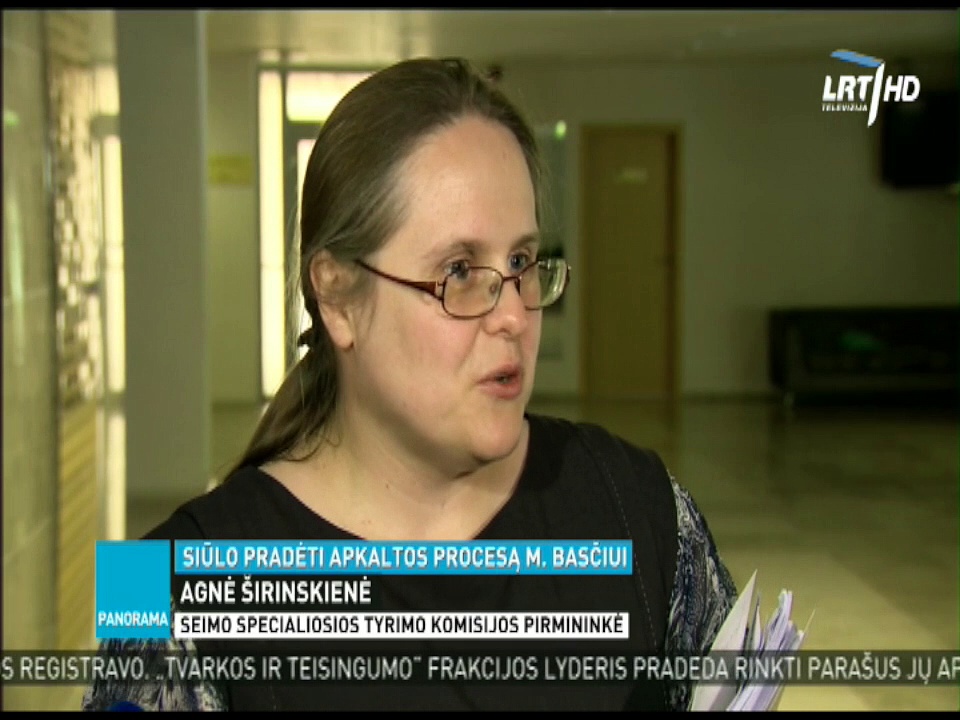 LRT HD
TELEVIZIJA
SIŪLO PRADĖTI APKALTOS PROCESĄ M. BASČIUI
AGNĖ ŠIRINSKIENĖ
PANORAMA
SEIMO SPECIALIOSIOS TYRIMO KOMISIJOS PIRMININKĖ
S REGISTRAVO. „TVARKOS IR TEISINGUMO" FRAKCIJOS LYDERIS PRADEDA RINKTI PARAŠUS JŲ AP